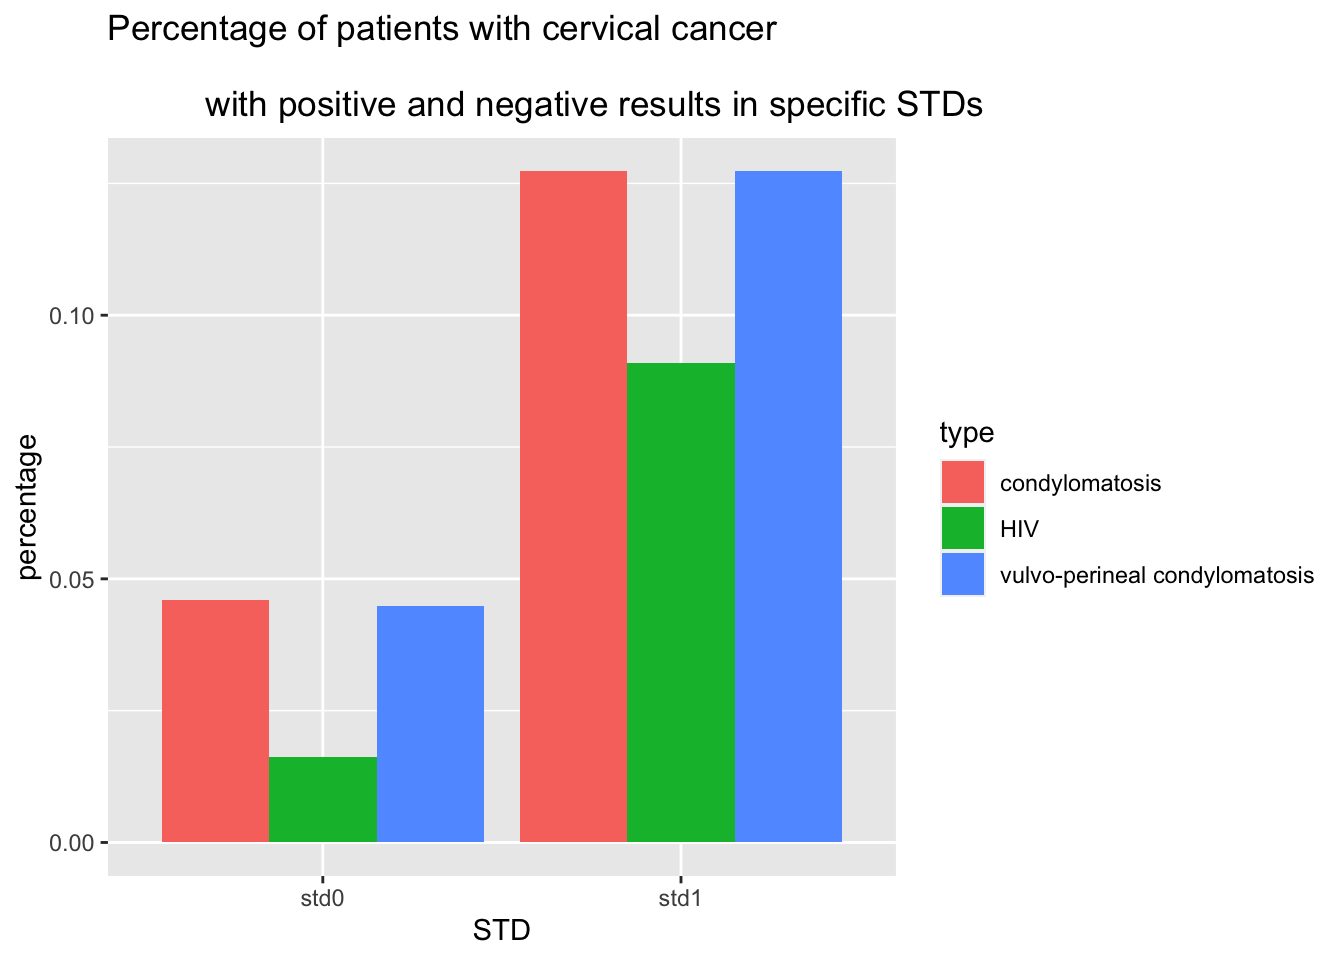 Percentage of patients with cervical cancer
with positive and negative results in specific STDs
percentage
0.10
0.05
0.00
std0
std1
STD
type
condylomatosis
HIV
vulvo-perineal condylomatosis